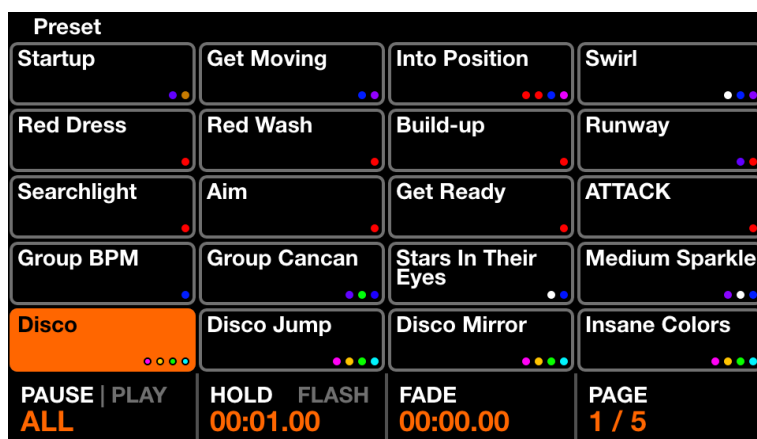 Preset
Startup
Get Moving
Into Position
Swirl
Red Dress
Red Wash
Build-up
Runway
Searchlight
Aim
Get Ready
ATTACK
Group BPM
Group Cancan
Stars In Their
Eyes
Medium Sparkle
Disco
Disco Jump
Disco Mirror
Insane Colors
PAUSE | PLAY
ALL
HOLD FLASH
00:01.00
FADE
00:00.00
PAGE
1 / 5